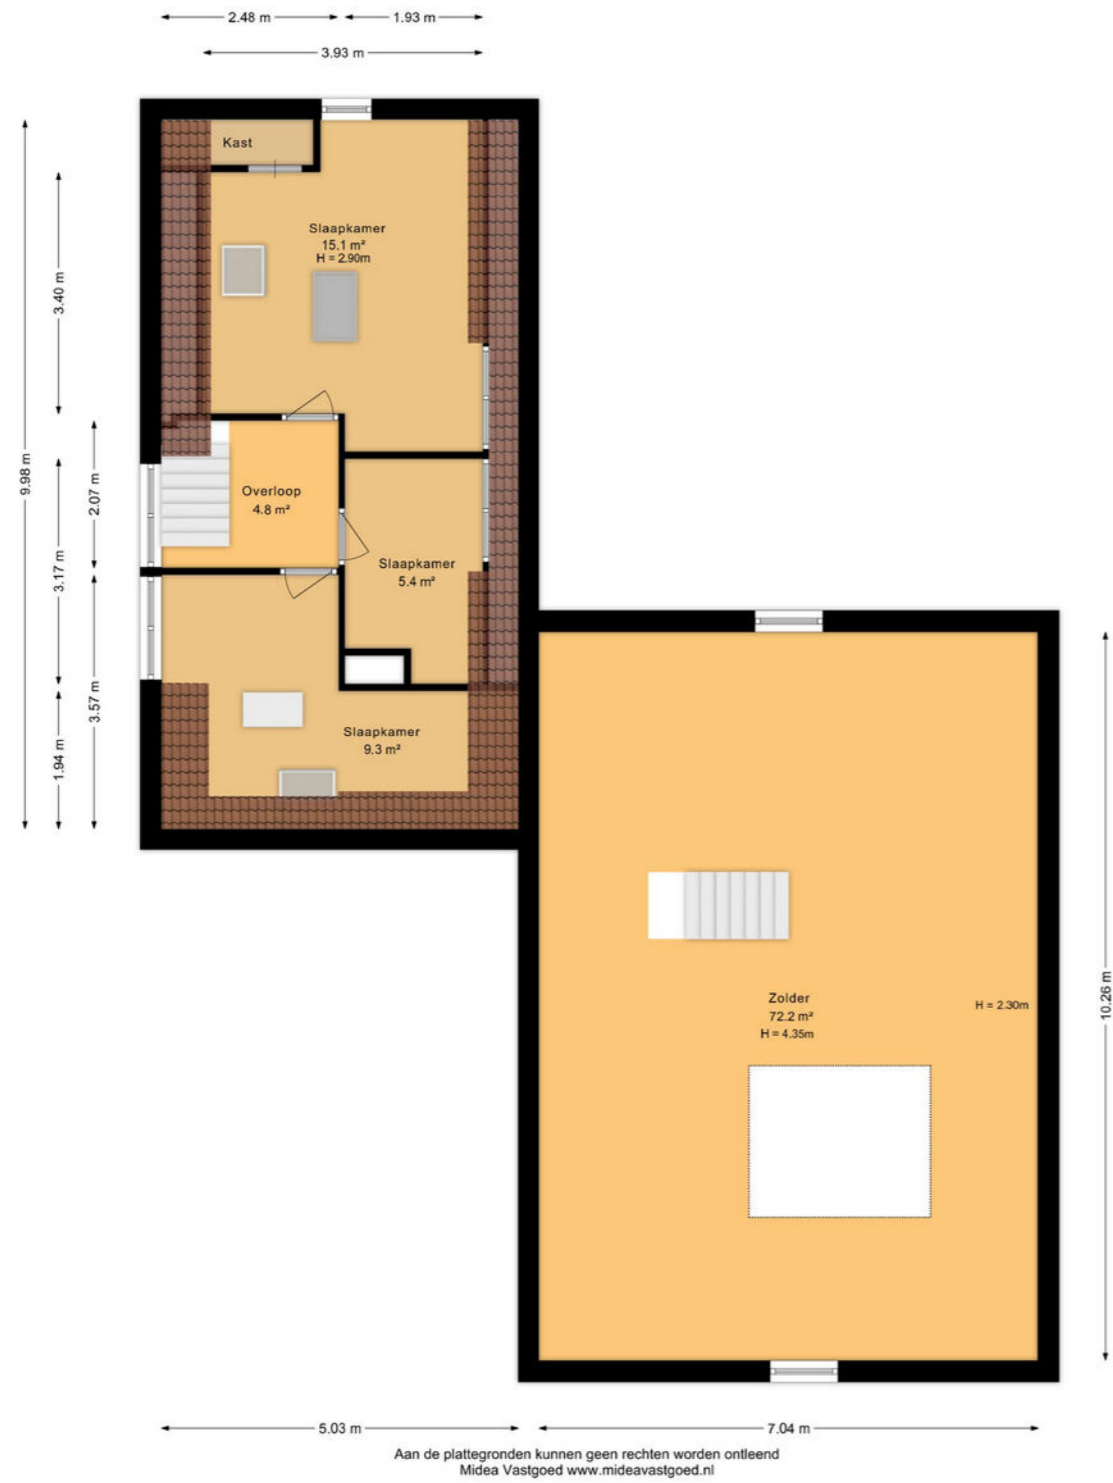 2.48 m
1.93 m
3.93 m
Kast
Slaapkamer
15.1 m²
H = 2.90m
3.40 m
9.98 m
2.07 m
Overloop
4.8 m²
3.17 m
Slaapkamer
5.4 m²
3.57 m
1.94 m
Slaapkamer
9.3 m²
Zolder
72.2 m²
H = 4.35m
H = 2.30m
10.26 m
5.03 m
7.04 m
Aan de plattegronden kunnen geen rechten worden ontleend
Midea Vastgoed www.mideavastgoed.nl